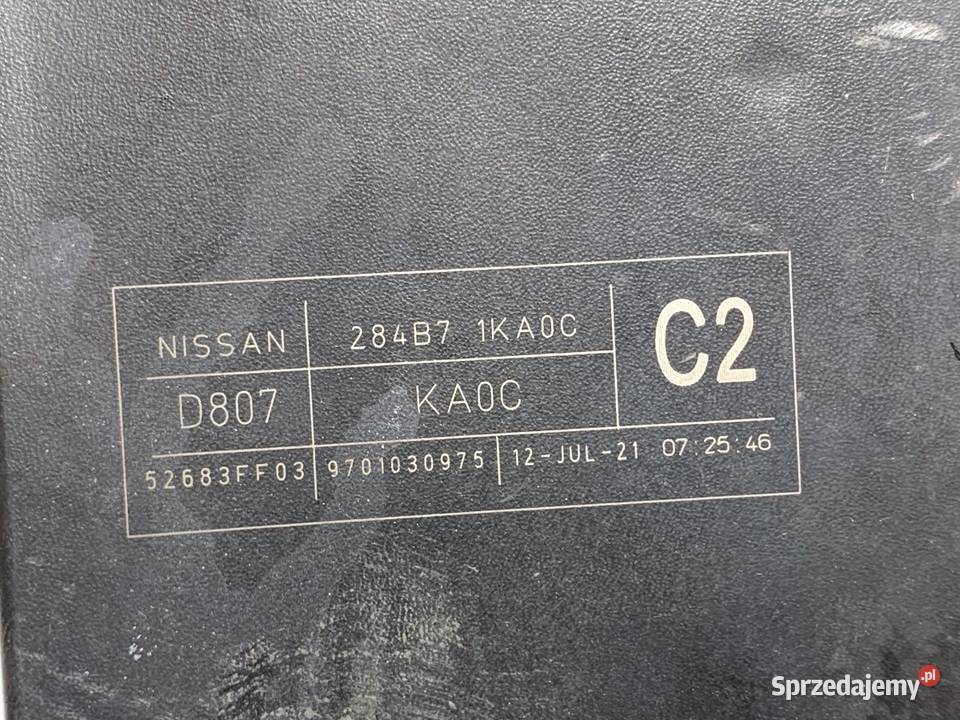 NISSAN 284B7 1KA0C C2
D807 KA0C
52683FF03 9701030975 12-JUL-21 07:25:46
Sprzedajemy.pl